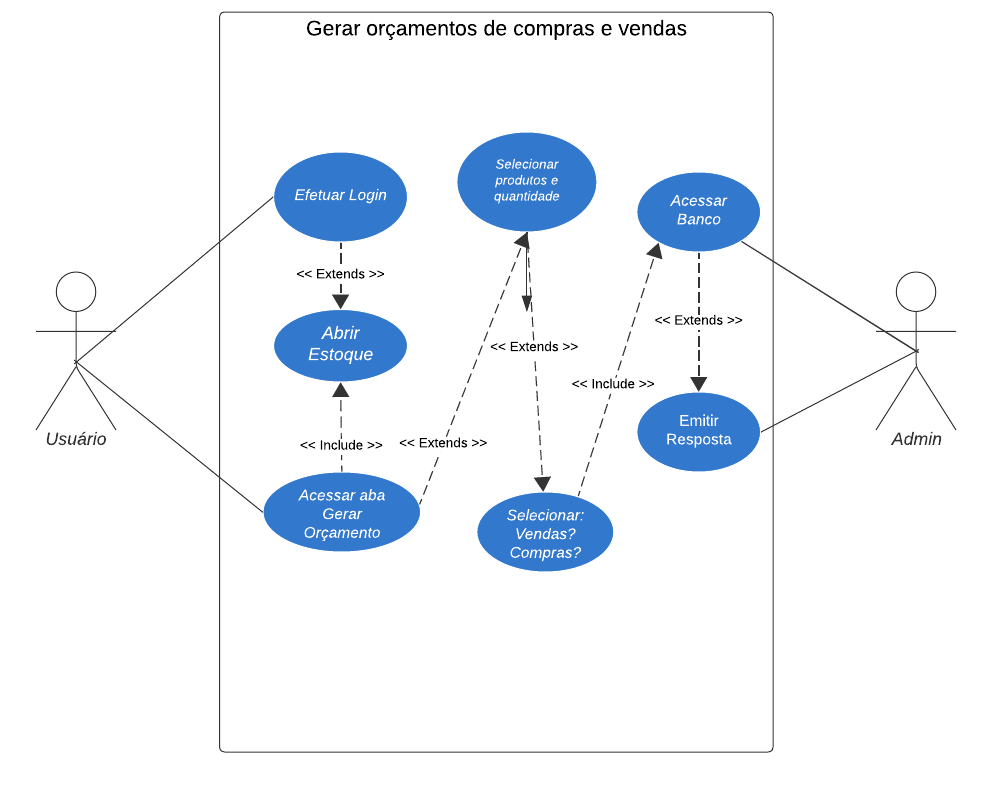 Gerar orçamentos de compras e vendas
Efetuar Login
<< Extends >>
Abrir
Estoque
<< Include >>
Acessar aba
Gerar
Orçamento
<< Extends >>
Selecionar
produtos e
quantidade
<< Extends >>
Selecionar:
Vendas?
Compras?
<< Include >>
Acessar
Banco
<< Extends >>
Emitir
Resposta
Usuário
Admin